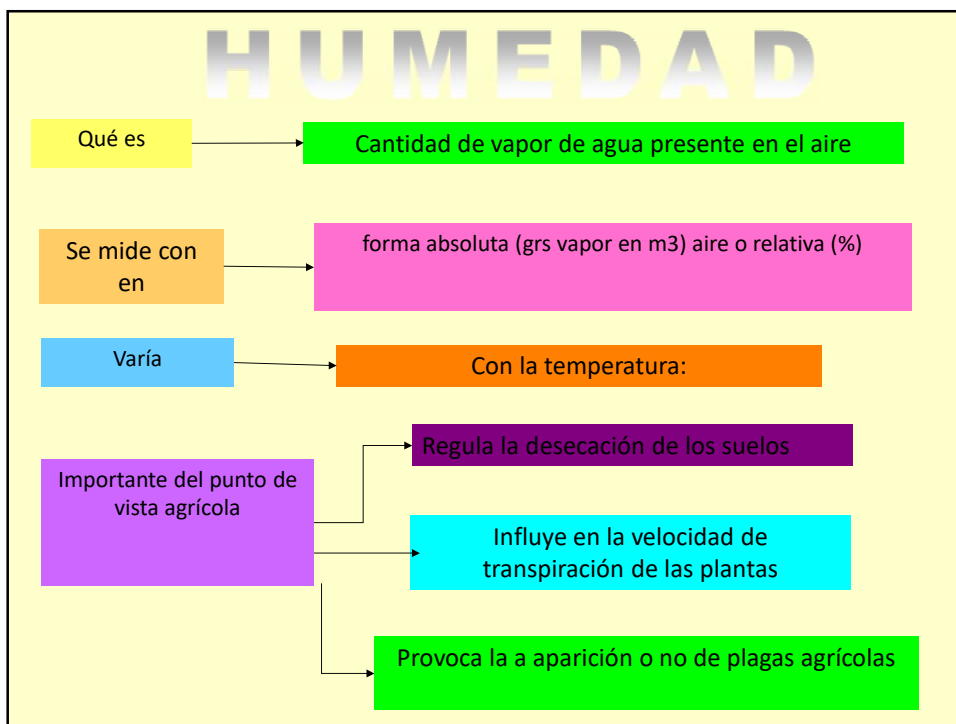 HUMEDAD
Qué es
Cantidad de vapor de agua presente en el aire
Se mide con
en
forma absoluta (grs vapor en m3) aire o relativa (%)
Varía
Con la temperatura:
Importante del punto de
vista agrícola
Regula la desecación de los suelos
Influye en la velocidad de
transpiración de las plantas
Provoca la a aparición o no de plagas agrícolas